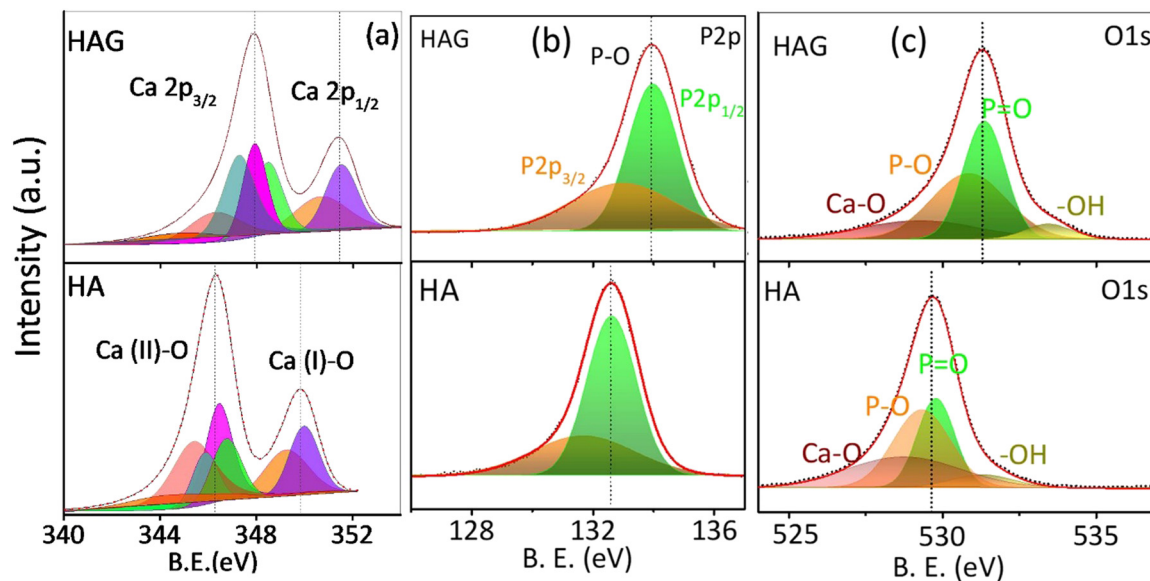 Intensity (a.u.)
HAG
(a)
Ca 2p3/2
Ca 2p1/2
HA
Ca (II)-O
Ca (I)-O
340
344
348
352
B.E.(eV)
HAG
(b)
P2p
P-O
P2p1/2
P2p3/2
HA
128
132
136
B. E. (eV)
HAG
(c)
O1s
P=O
P-O
Ca-O
-OH
HA
O1s
P=O
P-O
Ca-O
-OH
525
530
535
B. E. (eV)